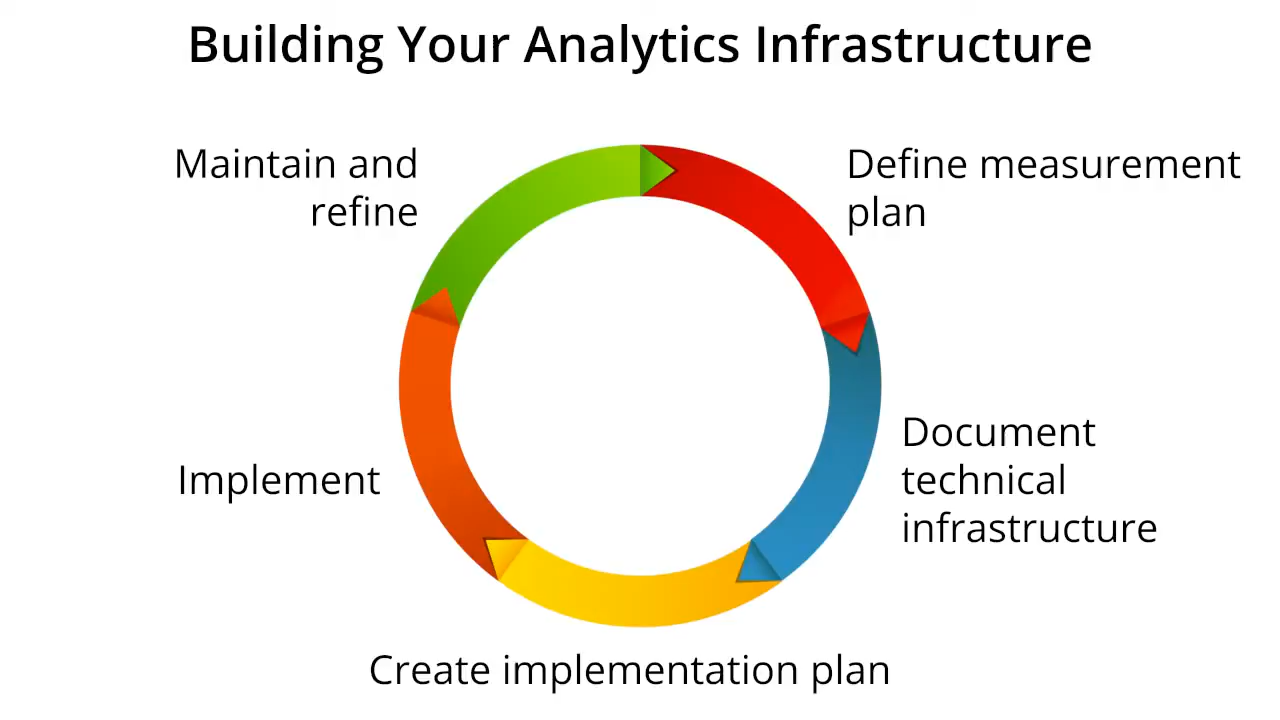 Building Your Analytics Infrastructure
Maintain and
refine
Define measurement
plan
Document
technical
infrastructure
Implement
Create implementation plan